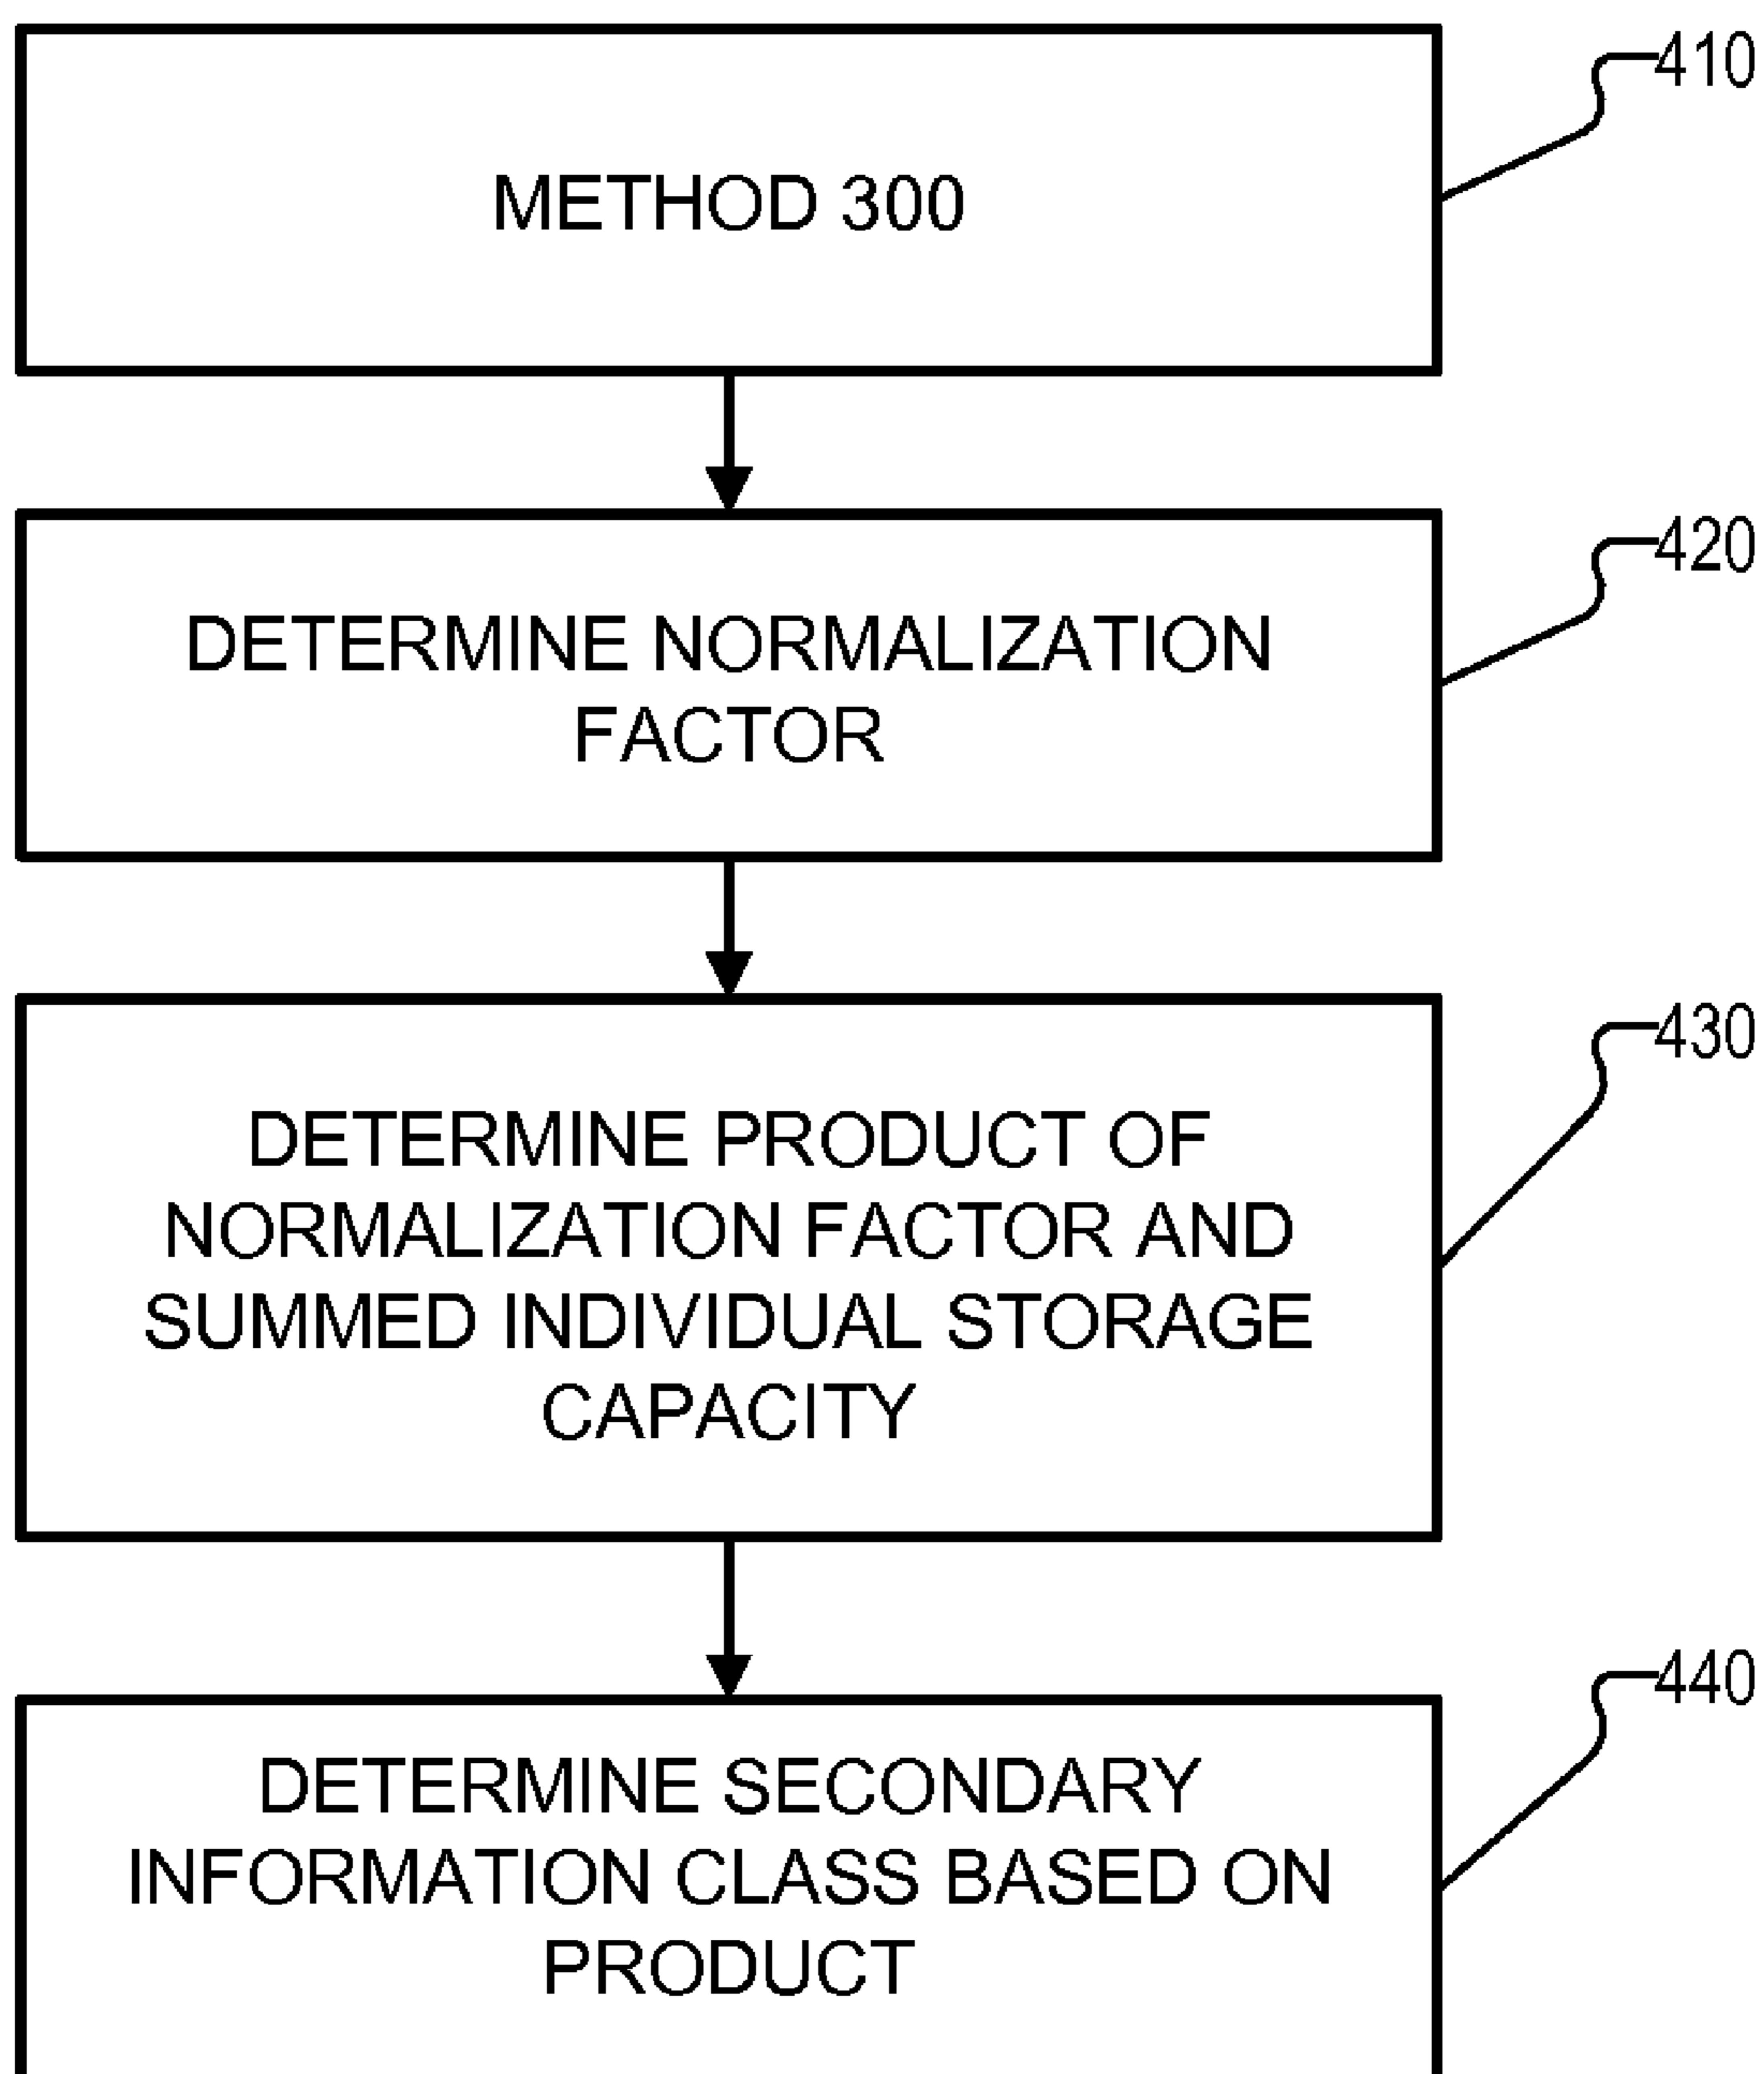 410
METHOD 300
420
DETERMINE NORMALIZATION
FACTOR
430
DETERMINE PRODUCT OF
NORMALIZATION FACTOR AND
SUMMED INDIVIDUAL STORAGE
CAPACITY
440
DETERMINE SECONDARY
INFORMATION CLASS BASED ON
PRODUCT